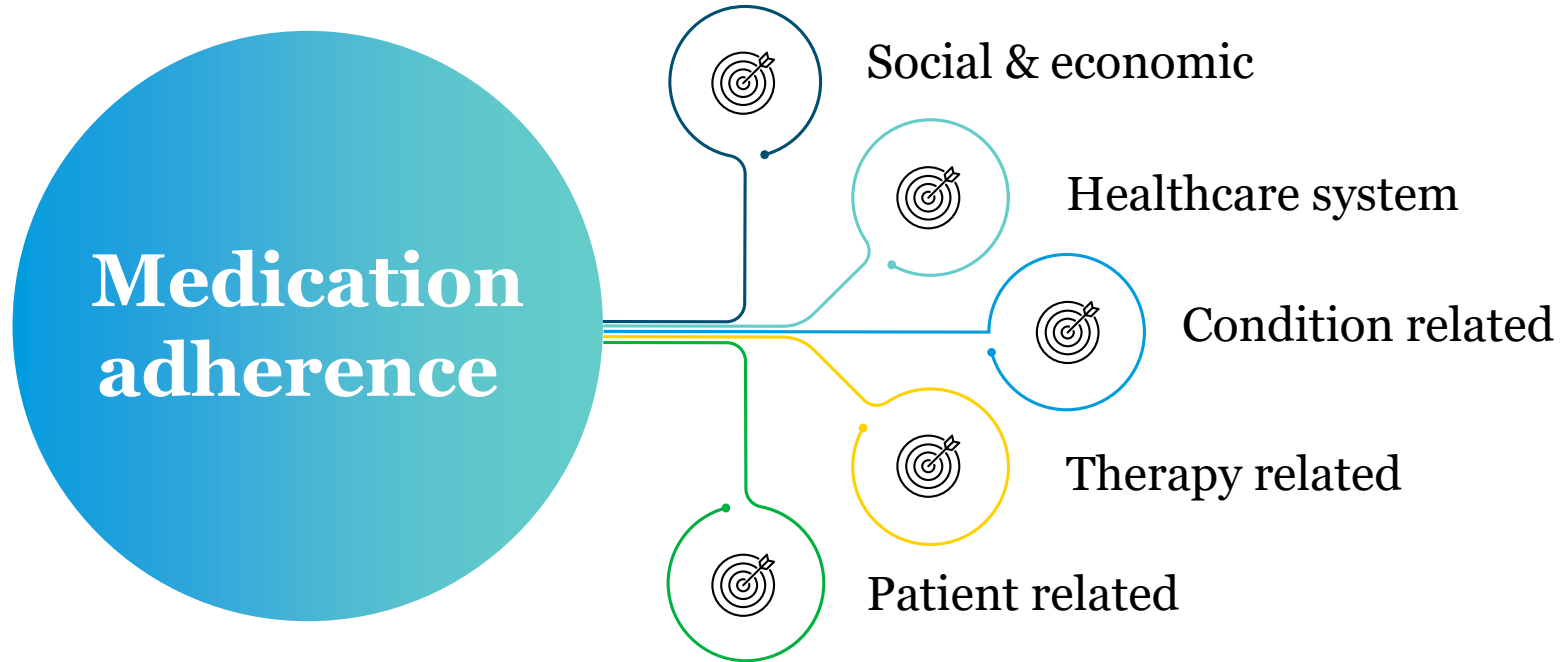 Medication
adherence
Social & economic
Healthcare system
Condition related
Therapy related
Patient related